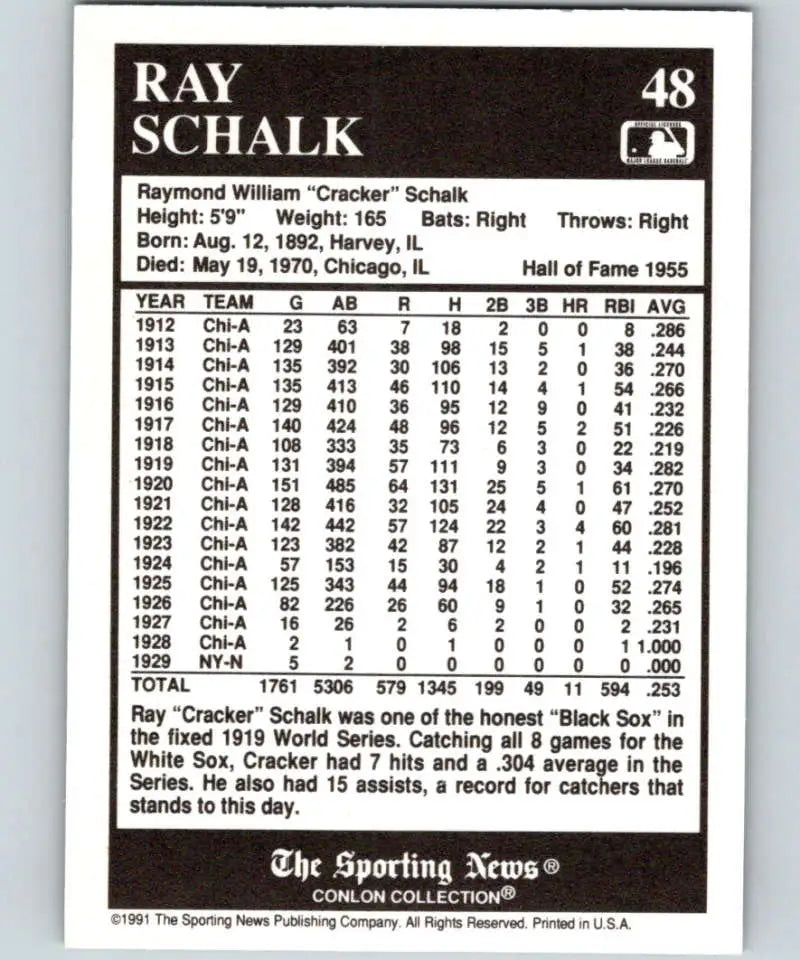 RAY
SCHALK
48
OFFICIAL LICENSEE
MAJOR LEAGUE BASEBALL
Raymond William “Cracker” Schalk
Height: 5'9" Weight: 165 Bats: Right Throws: Right
Born: Aug. 12, 1892, Harvey, IL
Died: May 19, 1970, Chicago, IL Hall of Fame 1955
YEAR TEAM G AB R H 2B 3B HR RBI AVG
1912 Chi-A 23 63 7 18 2 0 0 8 .286
1913 Chi-A 129 401 38 98 15 5 1 38 .244
1914 Chi-A 135 392 30 106 13 2 0 36 .270
1915 Chi-A 135 413 46 110 14 4 1 54 .266
1916 Chi-A 129 410 36 95 12 9 0 41 .232
1917 Chi-A 140 424 48 96 12 5 2 51 .226
1918 Chi-A 108 333 35 73 6 3 0 22 .219
1919 Chi-A 131 394 57 111 9 3 0 34 .282
1920 Chi-A 151 485 64 131 25 5 1 61 .270
1921 Chi-A 128 416 32 105 24 4 0 47 .252
1922 Chi-A 142 442 57 124 22 3 4 60 .281
1923 Chi-A 123 382 42 87 12 2 1 44 .228
1924 Chi-A 57 153 15 30 4 2 1 11 .196
1925 Chi-A 125 343 44 94 18 1 0 52 .274
1926 Chi-A 82 226 26 60 9 1 0 32 .265
1927 Chi-A 16 26 2 6 2 0 0 2 .231
1928 Chi-A 2 1 0 1 0 0 0 1 1.000
1929 NY-N 5 2 0 0 0 0 0 0 .000
TOTAL 1761 5306 579 1345 199 49 11 594 .253
Ray “Cracker” Schalk was one of the honest “Black Sox” in
the fixed 1919 World Series. Catching all 8 games for the
White Sox, Cracker had 7 hits and a .304 average in the
Series. He also had 15 assists, a record for catchers that
stands to this day.
The Sporting News®
CONLON COLLECTION®
©1991 The Sporting News Publishing Company. All Rights Reserved. Printed in U.S.A.